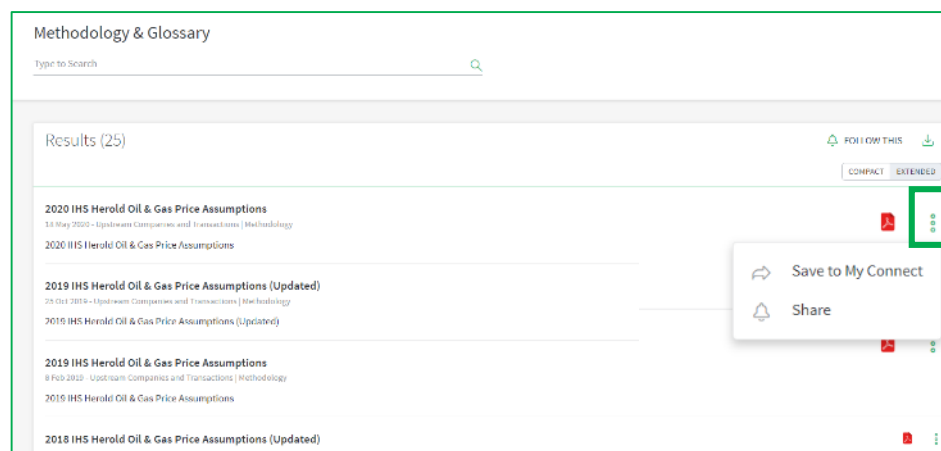 Methodology & Glossary
Type to Search
Results (25)
FOLLOW THIS
COMPACT EXTENDED
2020 IHS Herold Oil & Gas Price Assumptions
14 May 2020 - Upstream Companies and Transactions | Methodology
2020 IHS Herold Oil & Gas Price Assumptions
Save to My Connect
Share
2019 IHS Herold Oil & Gas Price Assumptions (Updated)
25 Oct 2019 - Upstream Companies and Transactions | Methodology
2019 IHS Herold Oil & Gas Price Assumptions (Updated)
2019 IHS Herold Oil & Gas Price Assumptions
8 Feb 2019 - Upstream Companies and Transactions | Methodology
2019 IHS Herold Oil & Gas Price Assumptions
2018 IHS Herold Oil & Gas Price Assumptions (Updated)